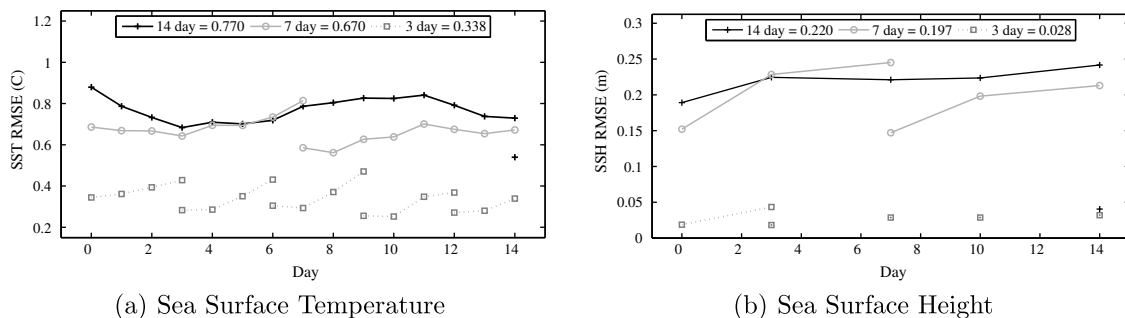 14 day = 0.770 7 day = 0.670 3 day = 0.338
SST RMSE (C)
1.2
1
0.8
0.6
0.4
0.2
0 2 4 6 8 10 12 14
Day
(a) Sea Surface Temperature
14 day = 0.220 7 day = 0.197 3 day = 0.028
SSH RMSE (m)
0.3
0.25
0.2
0.15
0.1
0.05
0
0 2 4 6 8 10 12 14
Day
(b) Sea Surface Height